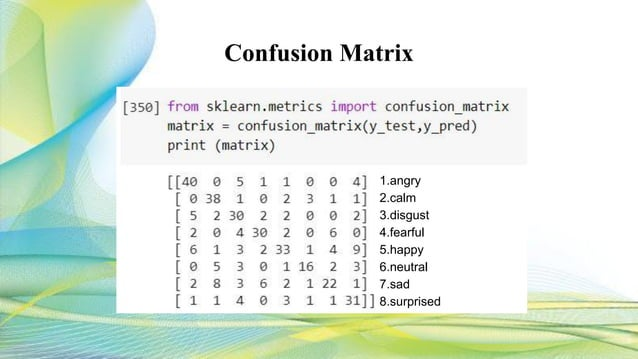 Confusion Matrix
[350] from sklearn.metrics import confusion_matrix
matrix = confusion_matrix(y_test,y_pred)
print (matrix)
[[40 0 5 1 1 0 0 4] 1.angry
[ 0 38 1 0 2 3 1 1] 2.calm
[ 5 2 30 2 2 0 0 2] 3.disgust
[ 2 0 4 30 2 0 6 0] 4.fearful
[ 6 1 3 2 33 1 4 9] 5.happy
[ 0 5 3 0 1 16 2 3] 6.neutral
[ 2 8 3 6 2 1 22 1] 7.sad
[ 1 1 4 0 3 1 1 31]] 8.surprised